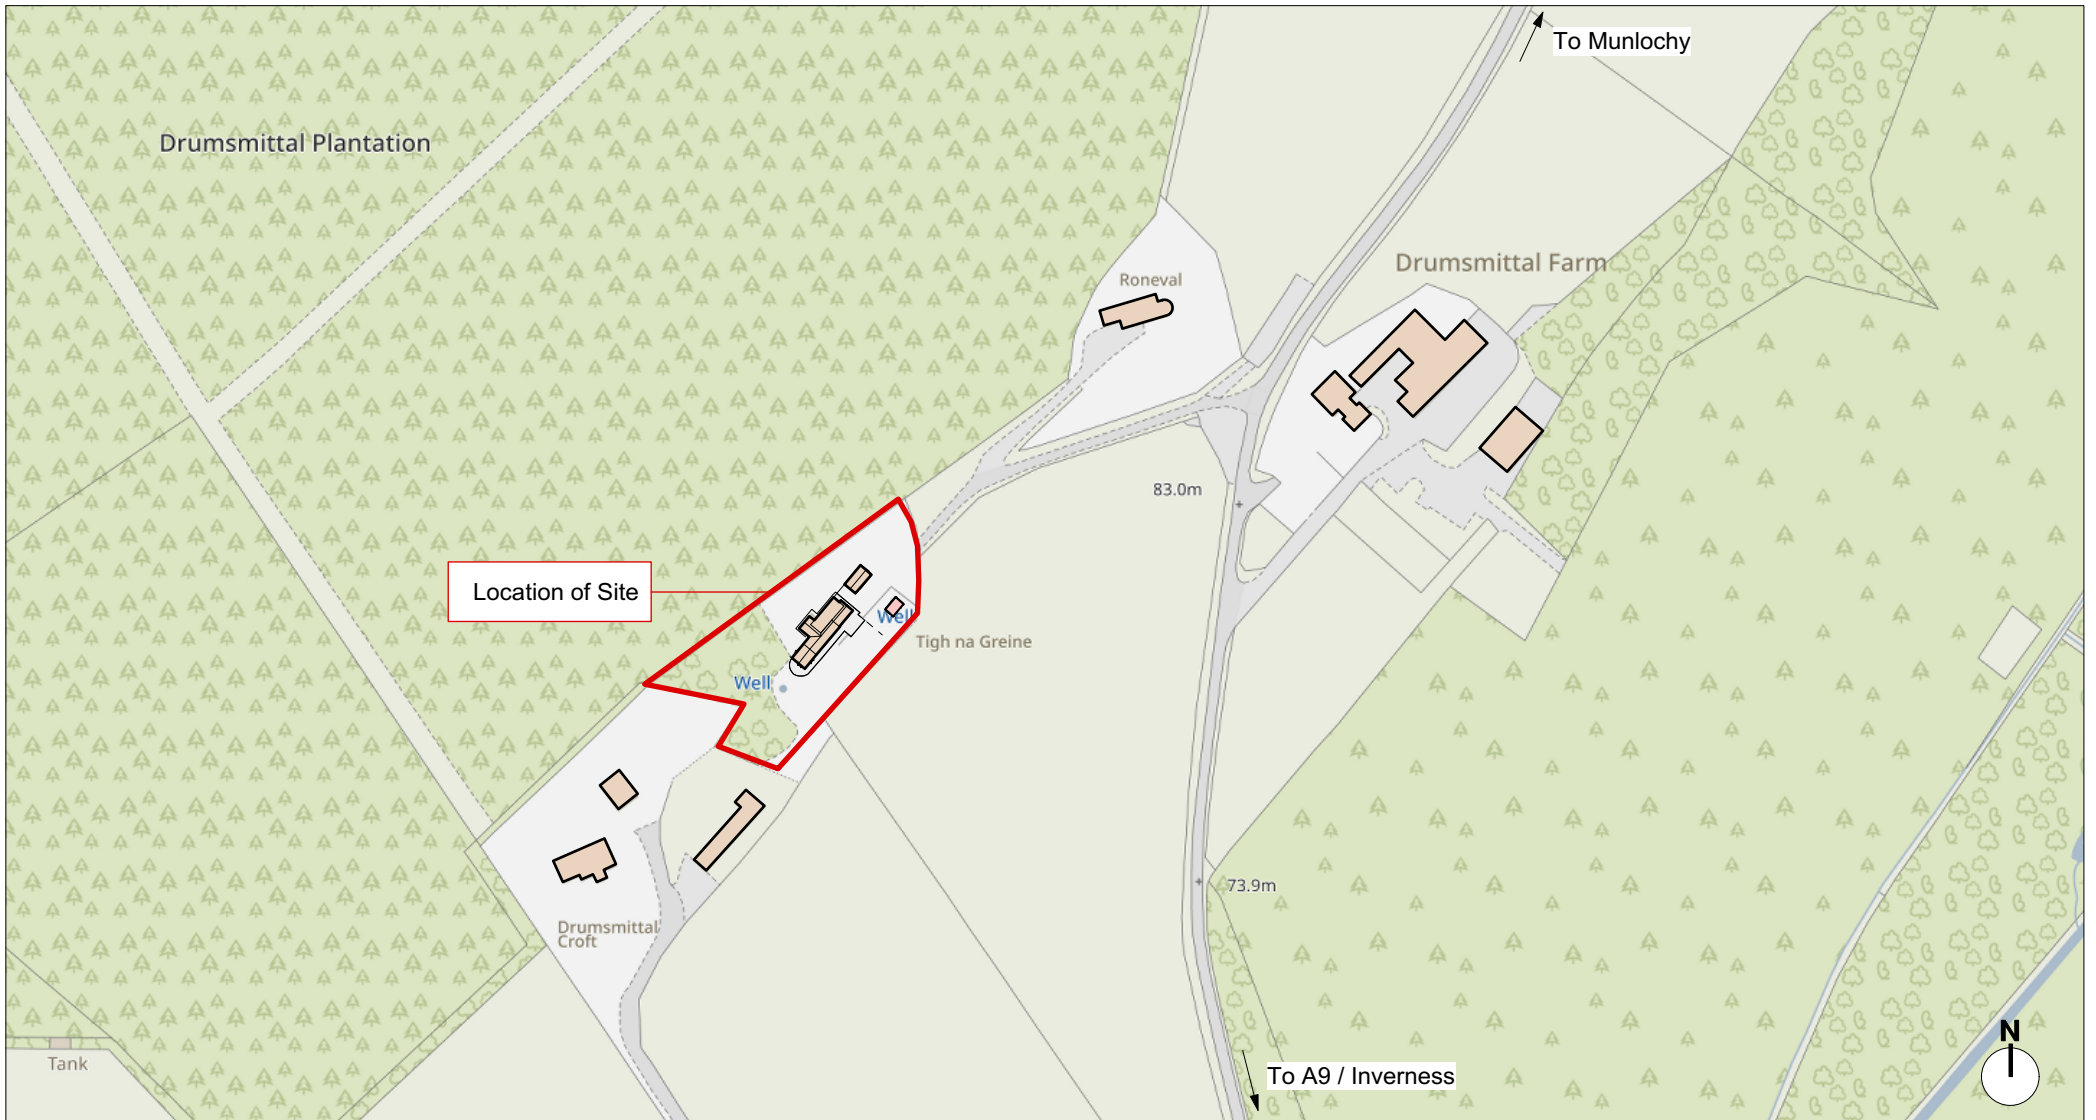 To Munlochy
Drumsmittal Plantation
Drumsmittal Farm
Roneval
83.0m
Location of Site
Well
Tigh na Greine
Well
73.9m
Drumsmittal
Croft
N
Tank
To A9 / Inverness